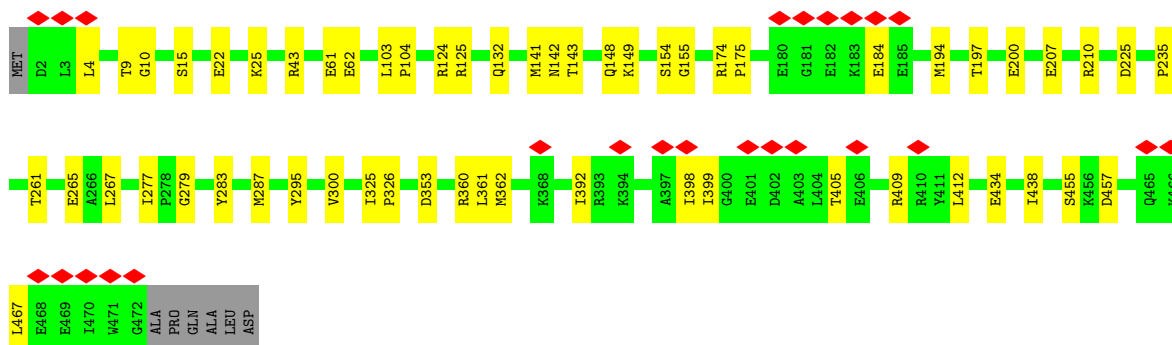 MET D2 L3 L4 T9 G10 S15 E22 K25 R43 E61 E62 L103 P104 R124 R125 Q132 M141 N142 T143 Q148 K149 S154 G155 R174 P175 E180 G181 E182 K183 E184 E185 M194 T197 E200 E207 R210 D225 P235
T261 E265 A266 L267 I277 P278 G279 Y283 M287 Y295 V300 I325 P326 D353 R360 L361 M362 K368 I392 R393 K394 A397 I398 I399 G400 E401 D402 A403 L404 T405 E406 R409 R410 Y411 L412 E434 I438 S455 K456 D457 Q465 K466
L467 E468 E469 I470 W471 G472 ALA PRO GLN ALA LEU ASP